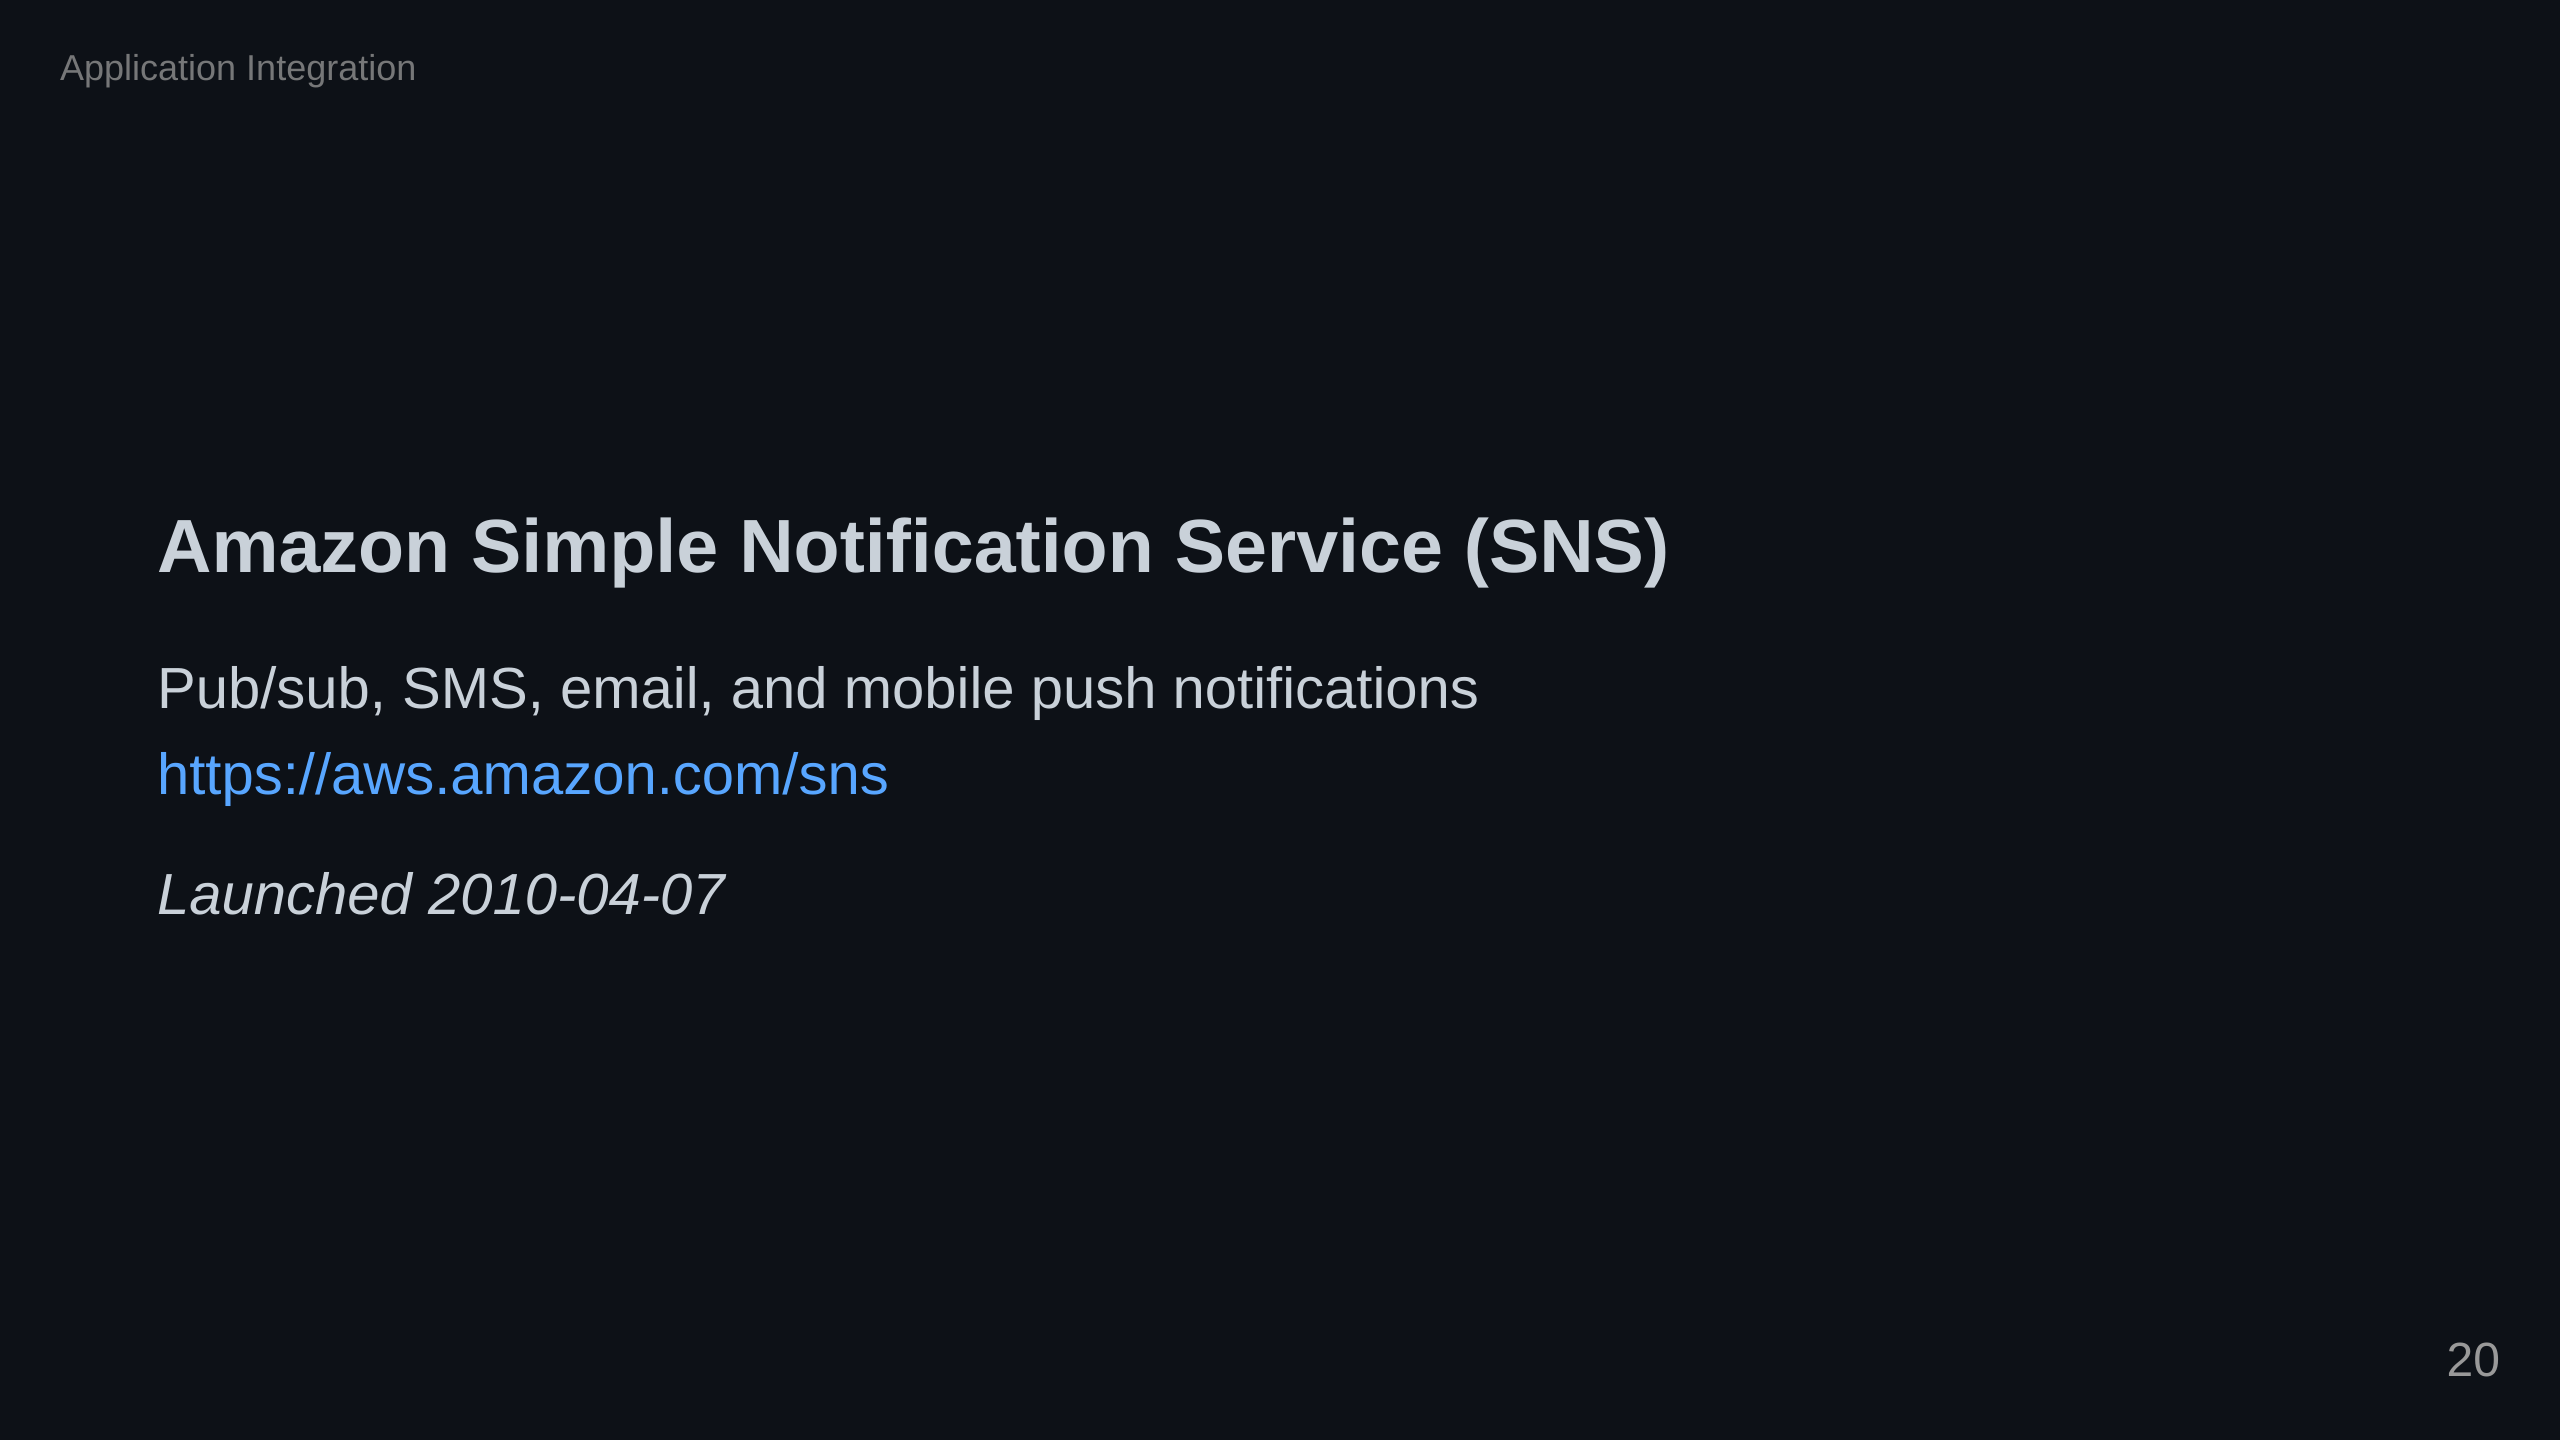 Application Integration
Amazon Simple Notification Service (SNS)
Pub/sub, SMS, email, and mobile push notifications
https://aws.amazon.com/sns
Launched 2010-04-07
20